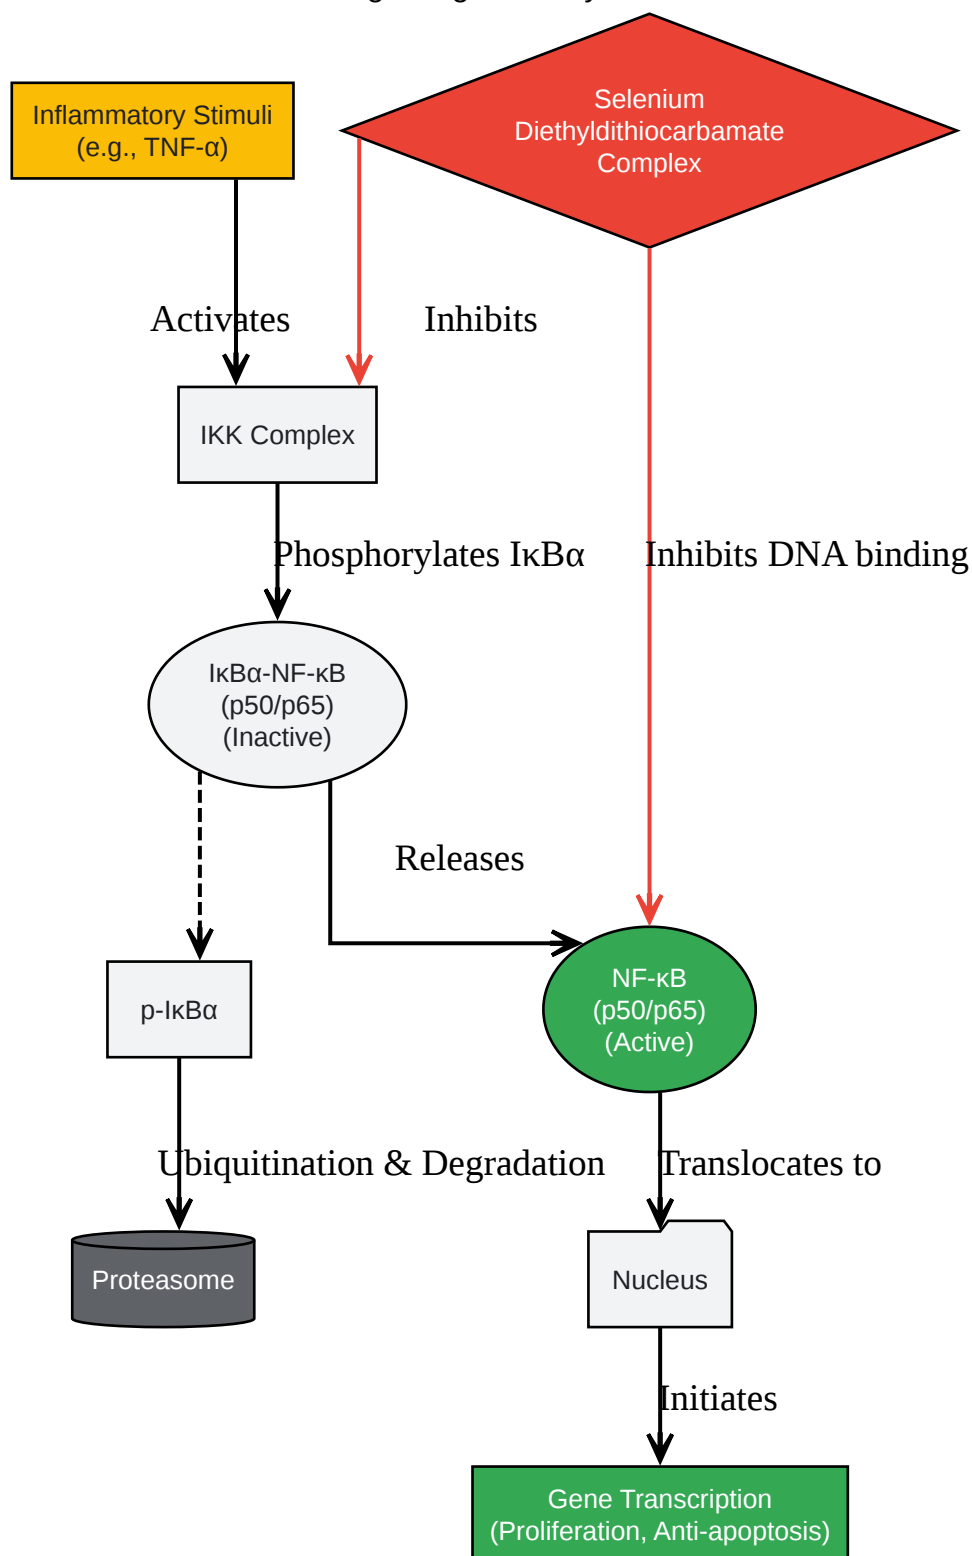 Inflammatory Stimuli
(e.g., TNF-α)
Selenium
Diethyldithiocarbamate
Complex
Activates
Inhibits
IKK Complex
Phosphorylates IκBα
Inhibits DNA binding
IκBα-NF-κB
(p50/p65)
(Inactive)
Releases
p-IκBα
NF-κB
(p50/p65)
(Active)
Ubiquitination & Degradation
Translocates to
Proteasome
Nucleus
Initiates
Gene Transcription
(Proliferation, Anti-apoptosis)